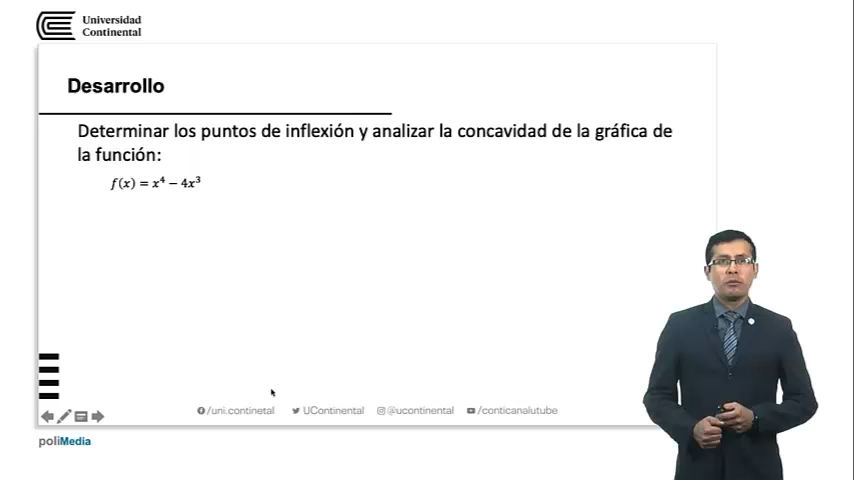 Universidad
Continental
Desarrollo
Determinar los puntos de inflexión y analizar la concavidad de la gráfica de
la función:
f(x) = x⁴ − 4x³
/uni.continetal UContinental @ucontinental /conticanalutube
poliMedia